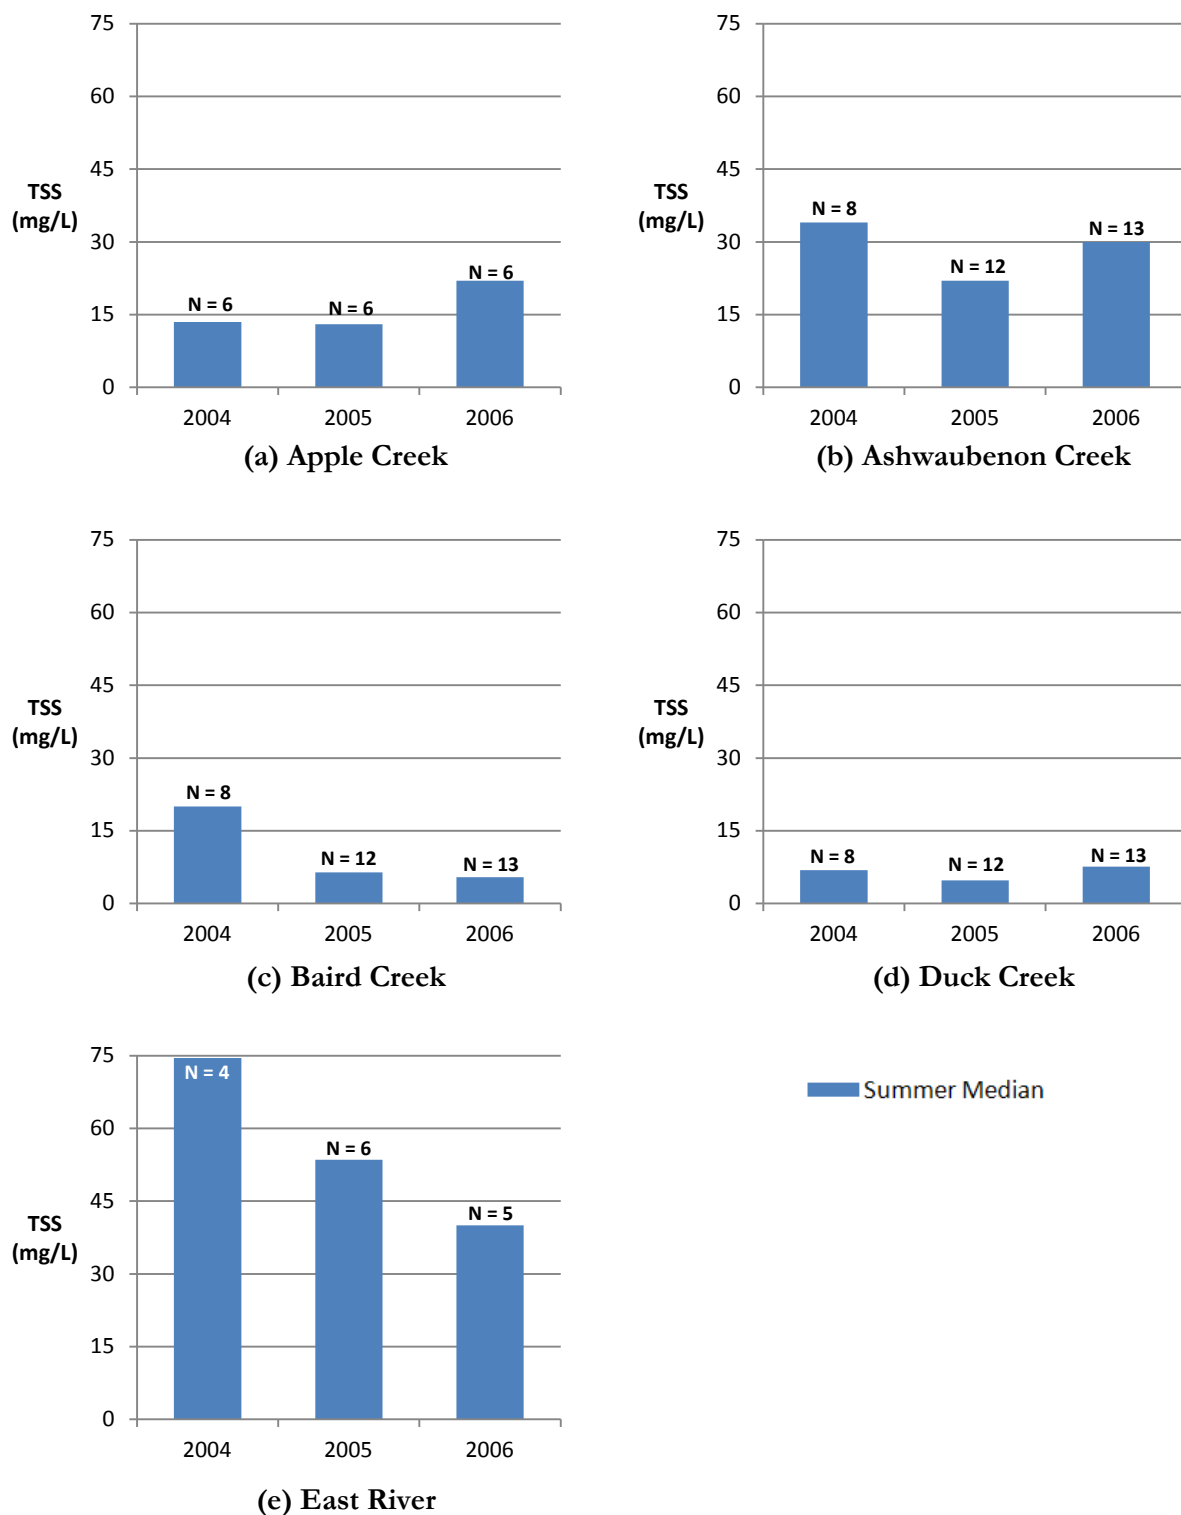 75
60
45
30
15
0
TSS
(mg/L)
N = 6
N = 6
N = 6
2004 2005 2006
(a) Apple Creek
75
60
45
30
15
0
TSS
(mg/L)
N = 8
N = 12
N = 13
2004 2005 2006
(b) Ashwaubenon Creek
75
60
45
30
15
0
TSS
(mg/L)
N = 8
N = 12
N = 13
2004 2005 2006
(c) Baird Creek
75
60
45
30
15
0
TSS
(mg/L)
N = 8
N = 12
N = 13
2004 2005 2006
(d) Duck Creek
75
60
45
30
15
0
TSS
(mg/L)
N = 4
N = 6
N = 5
2004 2005 2006
(e) East River
Summer Median